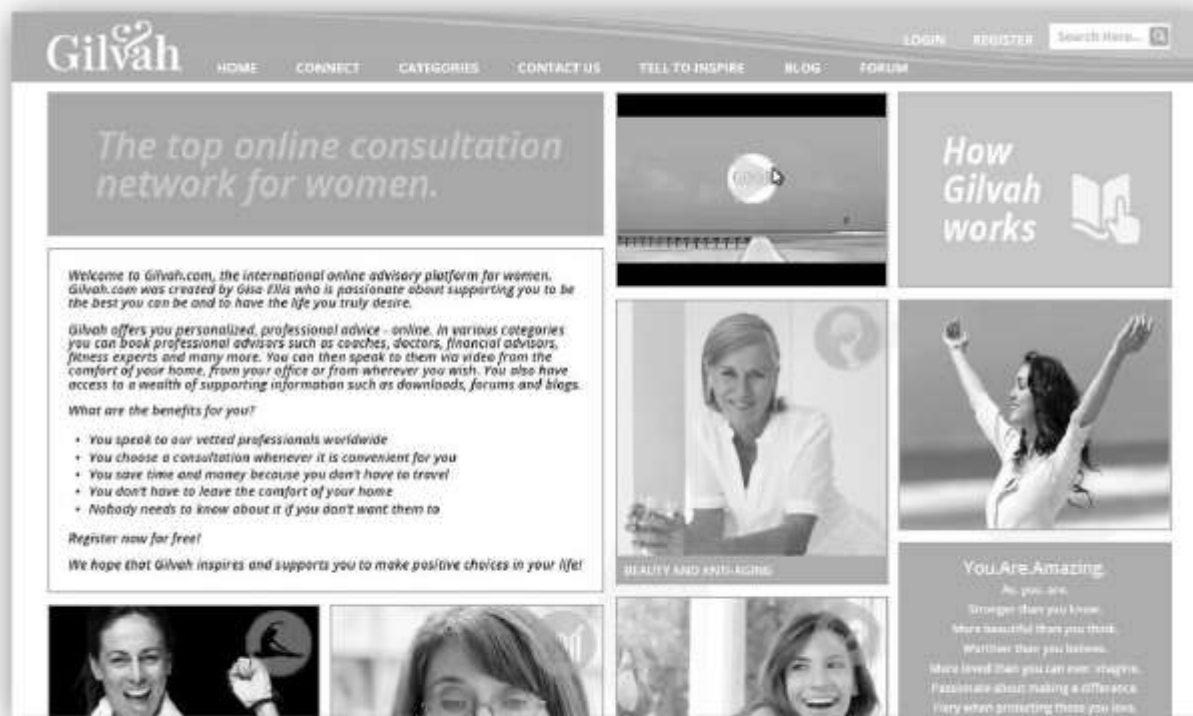 Gilvah
LOGIN REGISTER Search Here...
HOME CONNECT CATEGORIES CONTACT US TELL TO INSPIRE BLOG FORUM
The top online consultation
network for women.
How
Gilvah
works
Welcome to Gilvah.com, the international online advisory platform for women.
Gilvah.com was created by Gisa Ellis who is passionate about supporting you to be
the best you can be and to have the life you truly desire.
Gilvah offers you personalized, professional advice - online. In various categories
you can book professional advisors such as coaches, doctors, financial advisors,
fitness experts and many more. You can then speak to them via video from the
comfort of your home, from your office or from wherever you wish. You also have
access to a wealth of supporting information such as downloads, forums and blogs.
What are the benefits for you?
• You speak to our vetted professionals worldwide
• You choose a consultation whenever it is convenient for you
• You save time and money because you don't have to travel
• You don't have to leave the comfort of your home
• Nobody needs to know about it if you don't want them to
Register now for free!
We hope that Gilvah inspires and supports you to make positive choices in your life!
BEAUTY AND ANTI-AGING
You.Are.Amazing.
As. you. are.
Stronger than you know.
More beautiful than you think.
Worthier than you believe.
More loved than you can ever imagine.
Passionate about making a difference.
Fiery when protecting those you love.